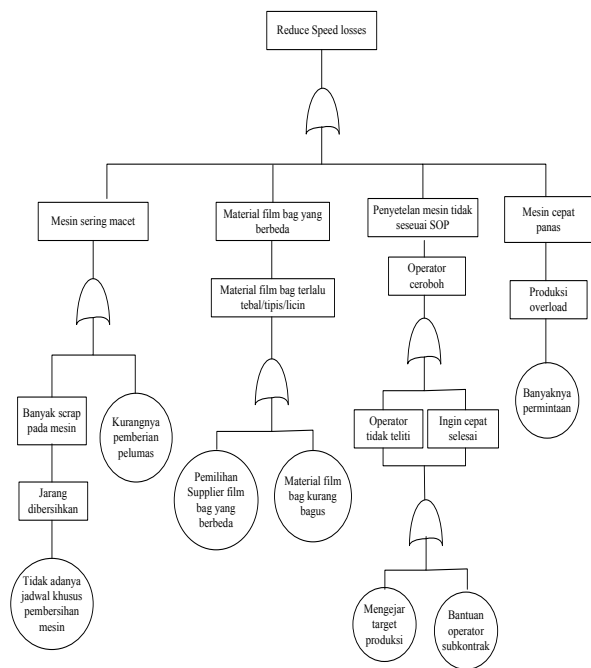 Reduce Speed losses
Mesin sering macet
Material film bag yang
berbeda
Penyetelan mesin tidak
seseuai SOP
Mesin cepat
panas
Material film bag terlalu
tebal/tipis/licin
Operator
ceroboh
Produksi
overload
Banyak scrap
pada mesin
Kurangnya
pemberian
pelumas
Operator
tidak teliti
Ingin cepat
selesai
Banyaknya
permintaan
Jarang
dibersihkan
Pemilihan
Supplier film
bag yang
berbeda
Material film
bag kurang
bagus
Tidak adanya
jadwal khusus
pembersihan
mesin
Mengejar
target
produksi
Bantuan
operator
subkontrak